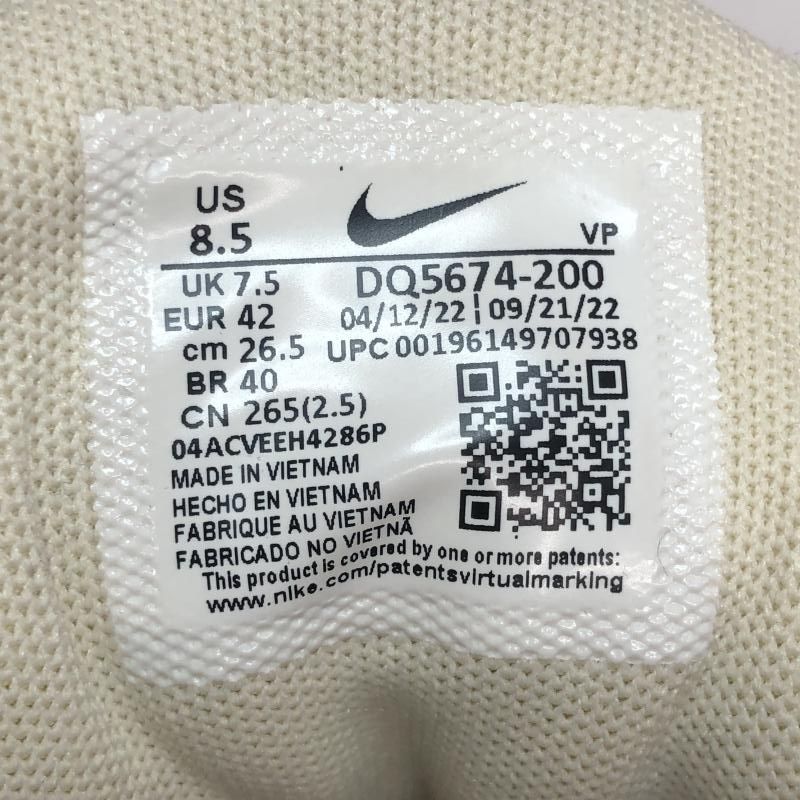 US
8.5
VP
UK 7.5
DQ5674-200
EUR 42
04/12/22 | 09/21/22
cm 26.5
UPC 00196149707938
BR 40
CN 265(2.5)
04ACVEEH4286P
MADE IN VIETNAM
HECHO EN VIETNAM
FABRIQUE AU VIETNAM
FABRICADO NO VIETNÃ
This product is covered by one or more patents:
www.nike.com/patentsvirtualmarking